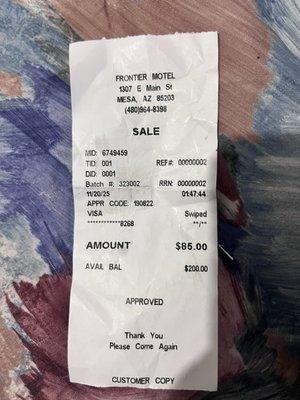 FRONTIER MOTEL
1307 E Main St
MESA, AZ 85203
(480)964-8398
SALE
MID: 6749459
TID: 001 REF#: 00000002
DID: 0001
Batch #: 323002 RRN: 00000002
11/20/25 01:47:44
APPR CODE: 190822
VISA Swiped
************8268 **/**
AMOUNT $85.00
AVAIL BAL $200.00
APPROVED
Thank You
Please Come Again
CUSTOMER COPY